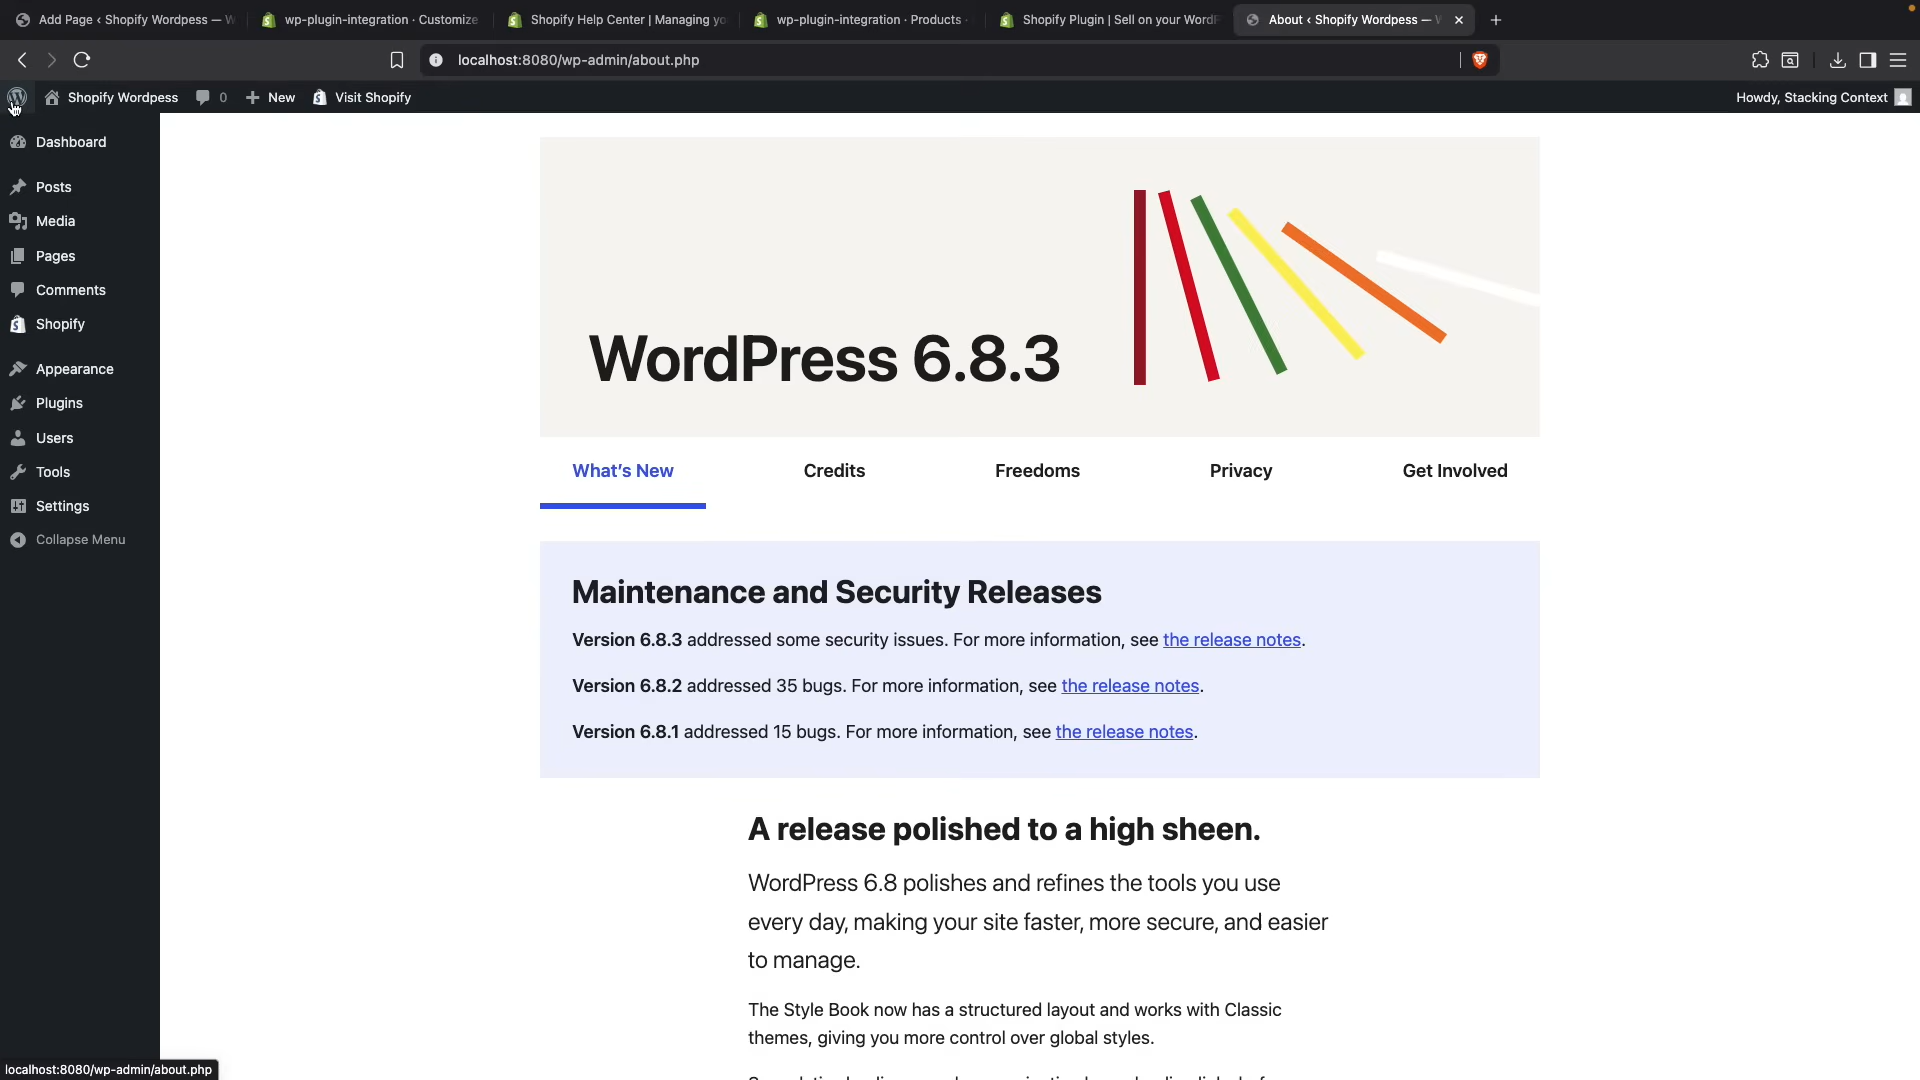 Add Page ‹ Shopify Wordpess — W
wp-plugin-integration · Customize
Shopify Help Center | Managing yo
wp-plugin-integration · Products ·
Shopify Plugin | Sell on your WordP
About ‹ Shopify Wordpess — W
localhost:8080/wp-admin/about.php
Shopify Wordpess
0
New
Visit Shopify
Howdy, Stacking Context
Dashboard
Posts
Media
Pages
Comments
Shopify
Appearance
Plugins
Users
Tools
Settings
Collapse Menu
WordPress 6.8.3
What's New
Credits
Freedoms
Privacy
Get Involved
Maintenance and Security Releases
Version 6.8.3 addressed some security issues. For more information, see the release notes.
Version 6.8.2 addressed 35 bugs. For more information, see the release notes.
Version 6.8.1 addressed 15 bugs. For more information, see the release notes.
A release polished to a high sheen.
WordPress 6.8 polishes and refines the tools you use
every day, making your site faster, more secure, and easier
to manage.
The Style Book now has a structured layout and works with Classic
themes, giving you more control over global styles.
localhost:8080/wp-admin/about.php